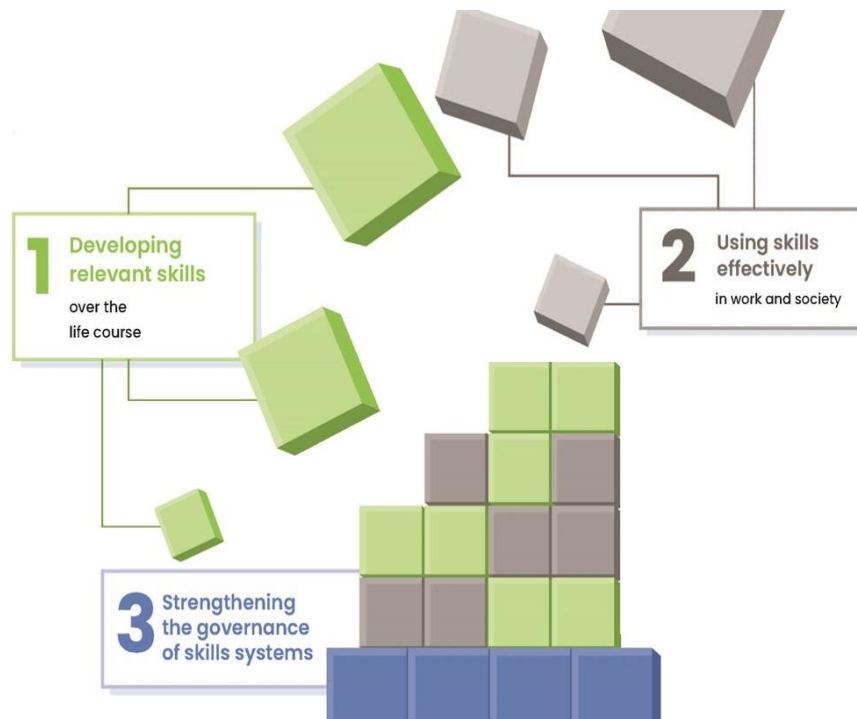 1
Developing
relevant skills
over the
life course
2
Using skills
effectively
in work and society
3
Strengthening
the governance
of skills systems